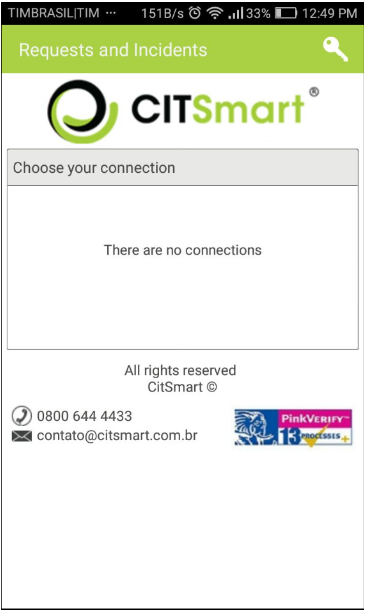 TIMBRASIL|TIM ... 151B/s 33% 12:49 PM
Requests and Incidents
CITSmart®
Choose your connection
There are no connections
All rights reserved
CitSmart ©
0800 644 4433
contato@citsmart.com.br
PINKVERIFY™
13 PROCESSES+